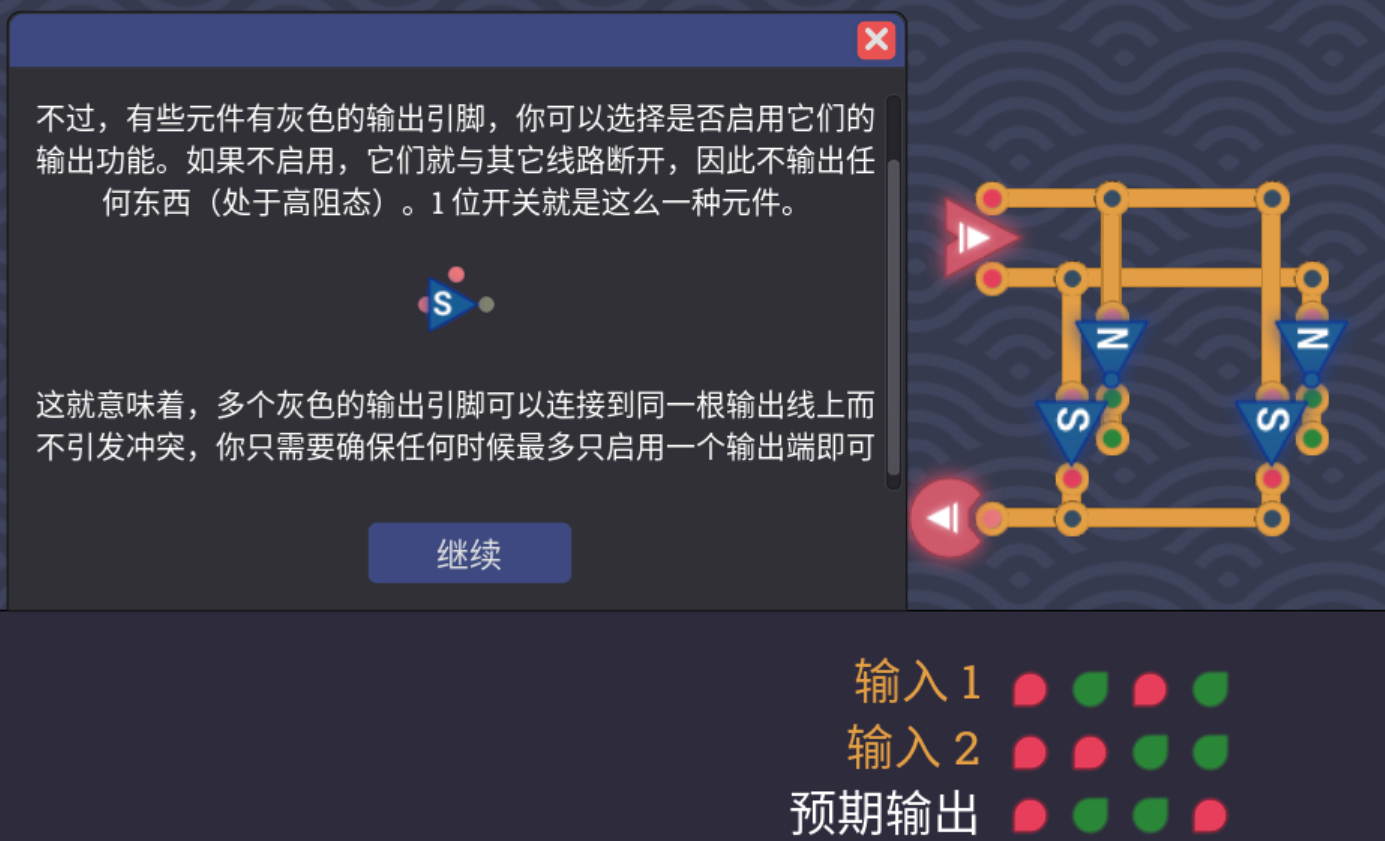 不过，有些元件有灰色的输出引脚，你可以选择是否启用它们的
输出功能。如果不启用，它们就与其它线路断开，因此不输出任
何东西（处于高阻态）。1 位开关就是这么一种元件。
S
这就意味着，多个灰色的输出引脚可以连接到同一根输出线上而
不引发冲突，你只需要确保任何时候最多只启用一个输出端即可
继续
N
N
S
S
输入 1
输入 2
预期输出